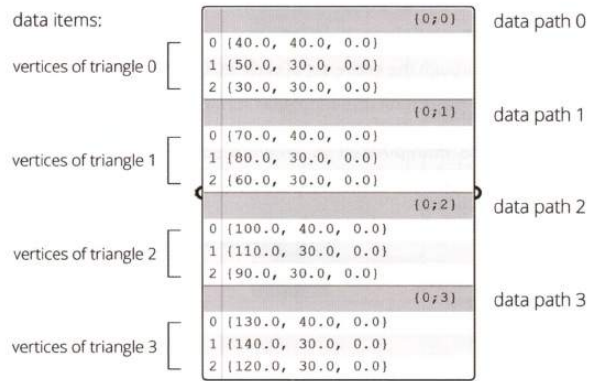 data items:
{0;0} data path 0
vertices of triangle 0
0 {40.0, 40.0, 0.0}
1 {50.0, 30.0, 0.0}
2 {30.0, 30.0, 0.0}
{0;1} data path 1
vertices of triangle 1
0 {70.0, 40.0, 0.0}
1 {80.0, 30.0, 0.0}
2 {60.0, 30.0, 0.0}
{0;2} data path 2
vertices of triangle 2
0 {100.0, 40.0, 0.0}
1 {110.0, 30.0, 0.0}
2 {90.0, 30.0, 0.0}
{0;3} data path 3
vertices of triangle 3
0 {130.0, 40.0, 0.0}
1 {140.0, 30.0, 0.0}
2 {120.0, 30.0, 0.0}